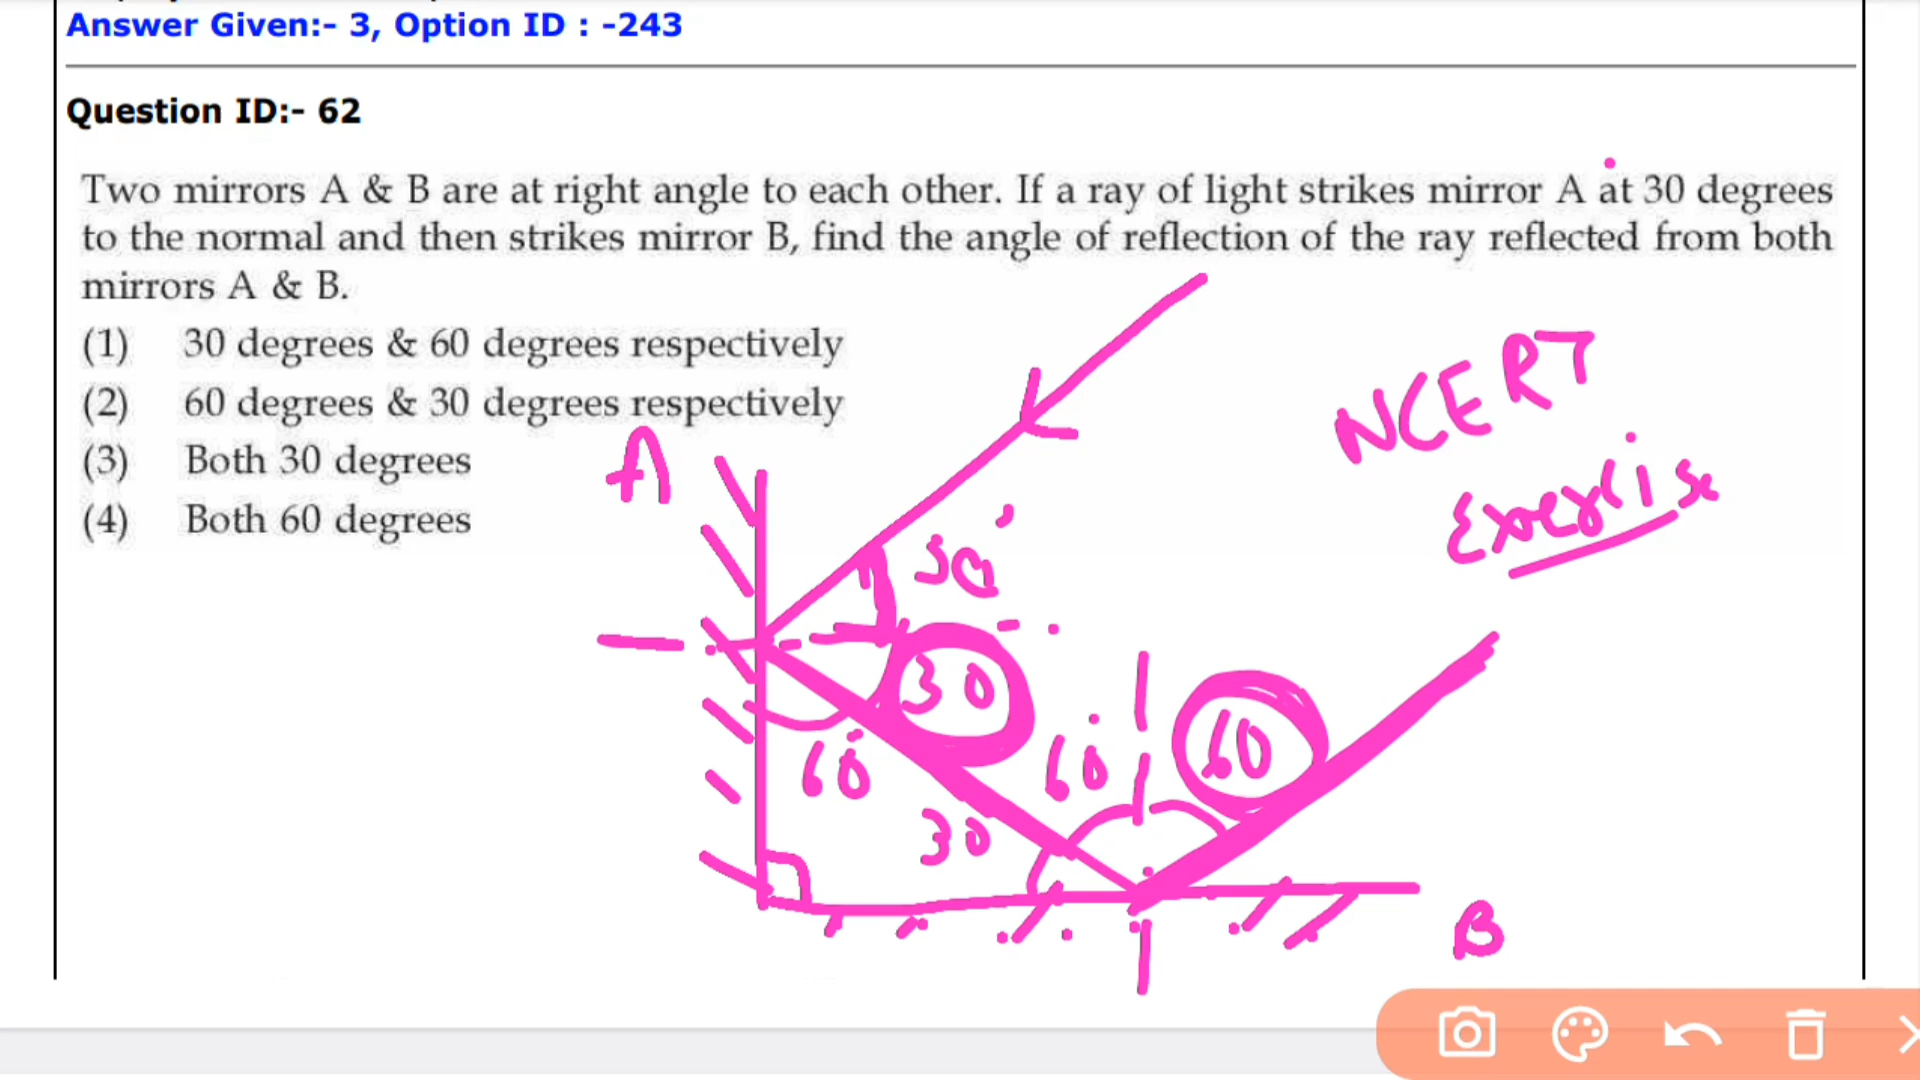 Answer Given:- 3, Option ID : -243
Question ID:- 62
Two mirrors A & B are at right angle to each other. If a ray of light strikes mirror A at 30 degrees
to the normal and then strikes mirror B, find the angle of reflection of the ray reflected from both
mirrors A & B.
(1) 30 degrees & 60 degrees respectively
(2) 60 degrees & 30 degrees respectively
(3) Both 30 degrees
(4) Both 60 degrees
NCERT
Exercise
A
30
30
60
60
60
30
B